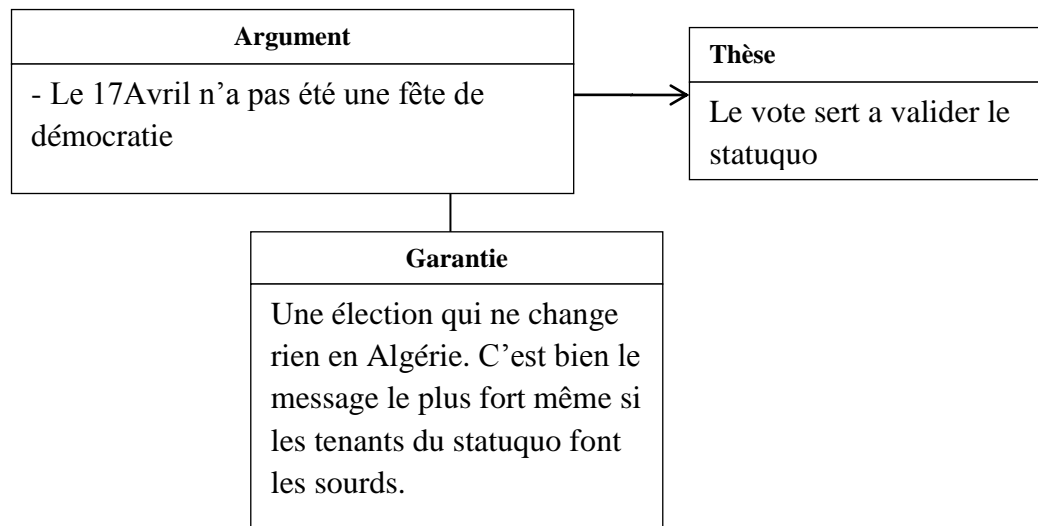 Argument
- Le 17Avril n'a pas été une fête de
démocratie
Thèse
Le vote sert a valider le
statuquo
Garantie
Une élection qui ne change
rien en Algérie. C'est bien le
message le plus fort même si
les tenants du statuquo font
les sourds.